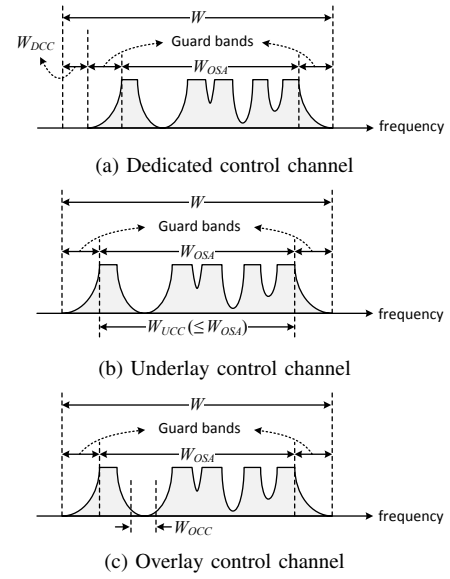 W
W_DCC
Guard bands
W_OSA
frequency
(a) Dedicated control channel
W
Guard bands
W_OSA
frequency
W_UCC (≤ W_OSA)
(b) Underlay control channel
W
Guard bands
W_OSA
frequency
W_OCC
(c) Overlay control channel